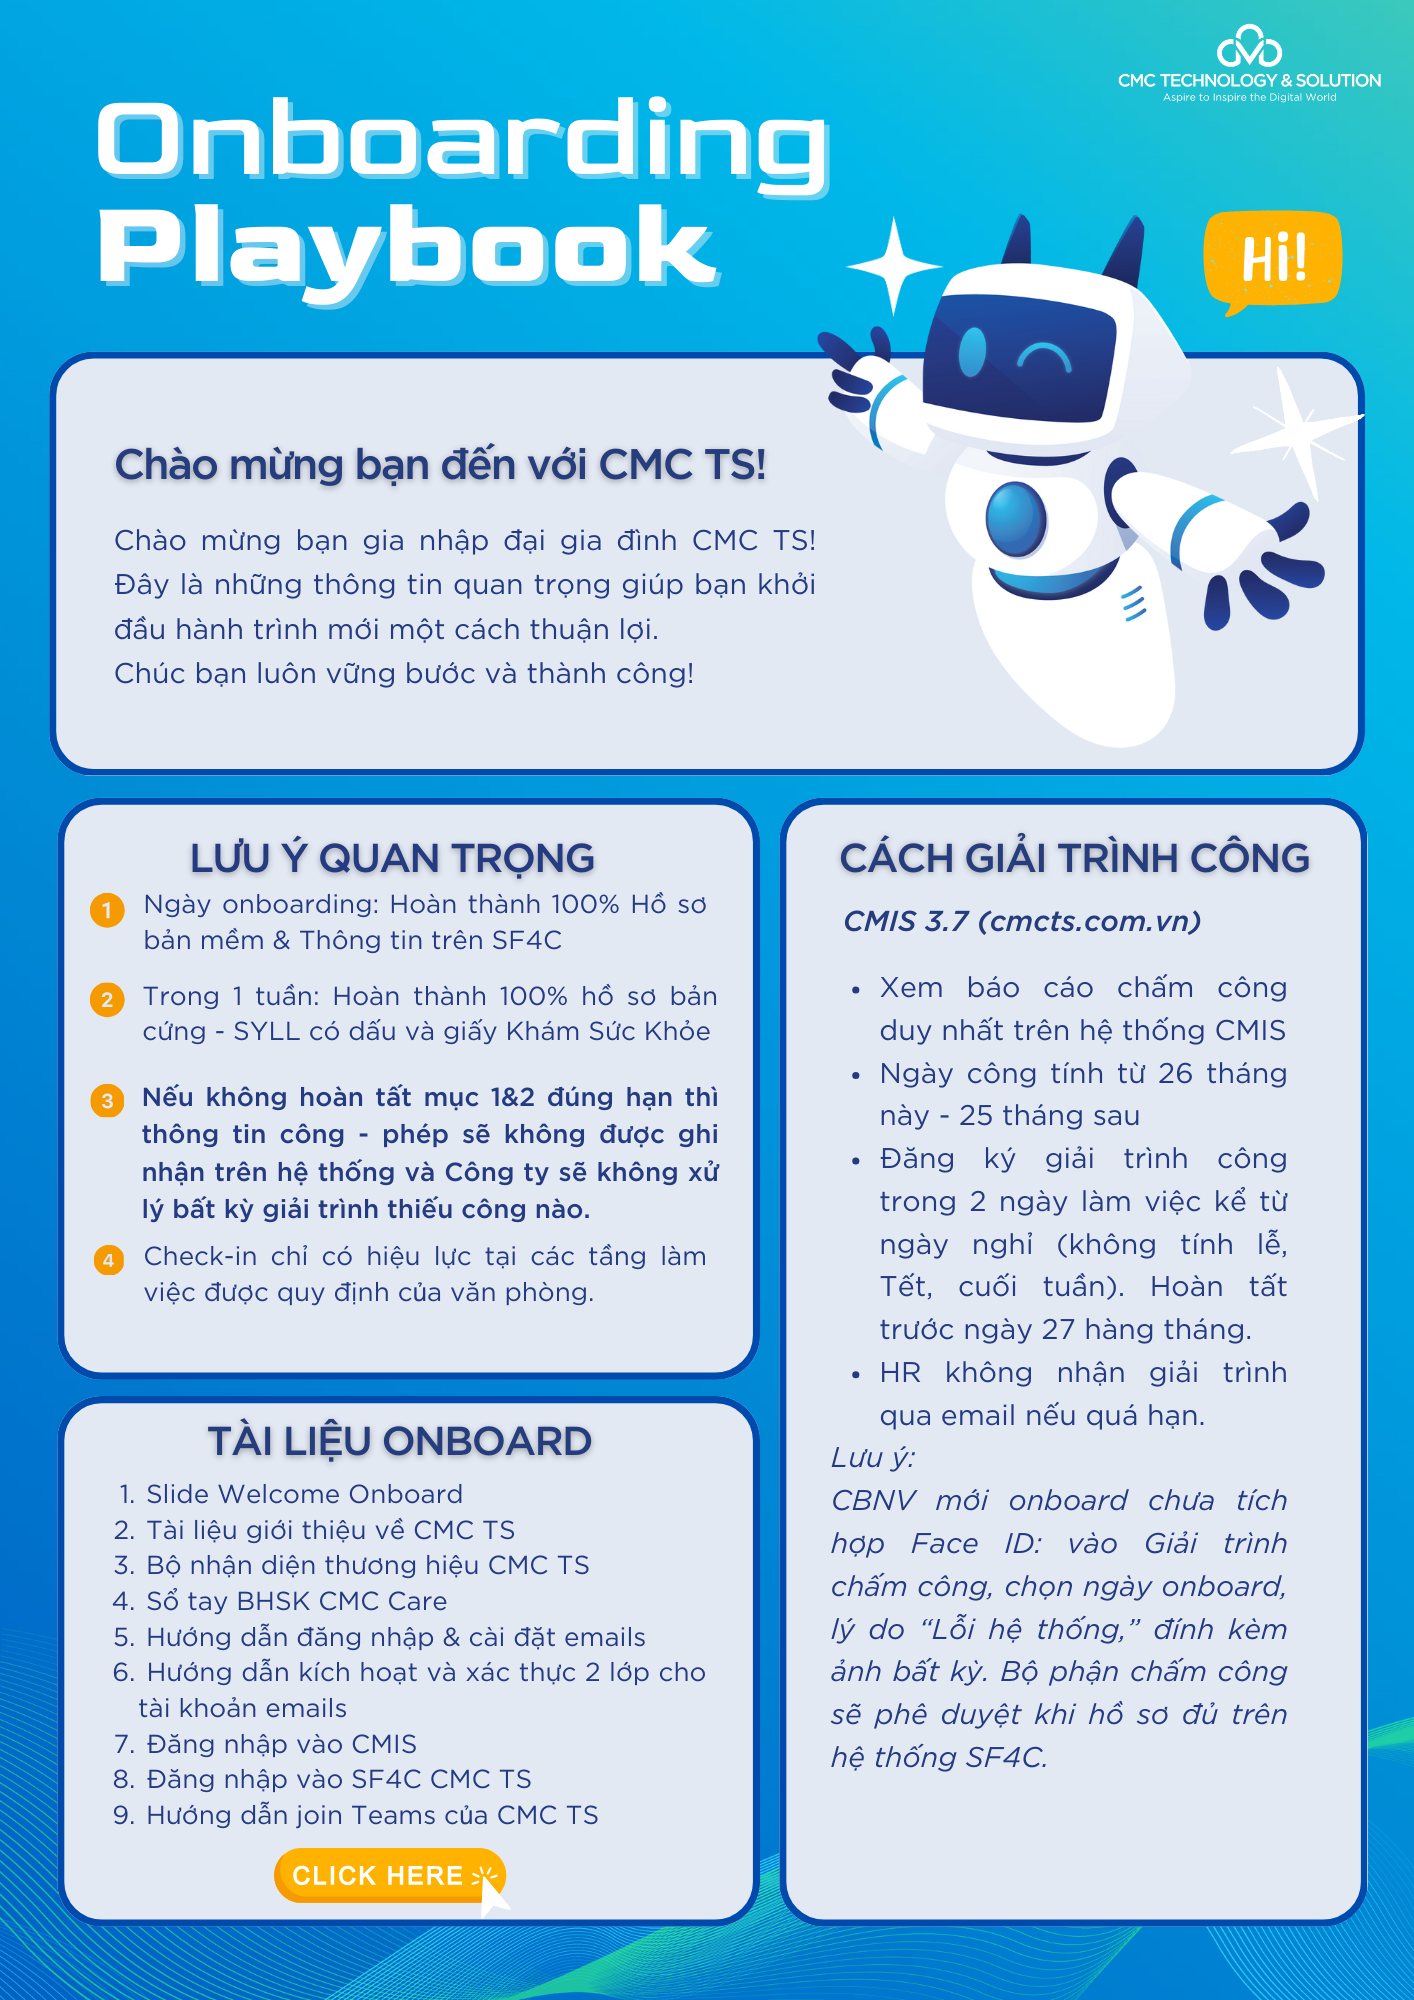 CMC TECHNOLOGY & SOLUTION
Aspire to Inspire the Digital World
Onboarding
Playbook
Hi!
Chào mừng bạn đến với CMC TS!
Chào mừng bạn gia nhập đại gia đình CMC TS!
Đây là những thông tin quan trọng giúp bạn khởi
đầu hành trình mới một cách thuận lợi.
Chúc bạn luôn vững bước và thành công!
LƯU Ý QUAN TRỌNG
1 Ngày onboarding: Hoàn thành 100% Hồ sơ
bản mềm & Thông tin trên SF4C
2 Trong 1 tuần: Hoàn thành 100% hồ sơ bản
cứng - SYLL có dấu và giấy Khám Sức Khỏe
3 Nếu không hoàn tất mục 1&2 đúng hạn thì
thông tin công - phép sẽ không được ghi
nhận trên hệ thống và Công ty sẽ không xử
lý bất kỳ giải trình thiếu công nào.
4 Check-in chỉ có hiệu lực tại các tầng làm
việc được quy định của văn phòng.
TÀI LIỆU ONBOARD
1. Slide Welcome Onboard
2. Tài liệu giới thiệu về CMC TS
3. Bộ nhận diện thương hiệu CMC TS
4. Sổ tay BHSK CMC Care
5. Hướng dẫn đăng nhập & cài đặt emails
6. Hướng dẫn kích hoạt và xác thực 2 lớp cho
tài khoản emails
7. Đăng nhập vào CMIS
8. Đăng nhập vào SF4C CMC TS
9. Hướng dẫn join Teams của CMC TS
CLICK HERE
CÁCH GIẢI TRÌNH CÔNG
CMIS 3.7 (cmcts.com.vn)
• Xem báo cáo chấm công
duy nhất trên hệ thống CMIS
• Ngày công tính từ 26 tháng
này - 25 tháng sau
• Đăng ký giải trình công
trong 2 ngày làm việc kể từ
ngày nghỉ (không tính lễ,
Tết, cuối tuần). Hoàn tất
trước ngày 27 hàng tháng.
• HR không nhận giải trình
qua email nếu quá hạn.
Lưu ý:
CBNV mới onboard chưa tích
hợp Face ID: vào Giải trình
chấm công, chọn ngày onboard,
lý do “Lỗi hệ thống,” đính kèm
ảnh bất kỳ. Bộ phận chấm công
sẽ phê duyệt khi hồ sơ đủ trên
hệ thống SF4C.